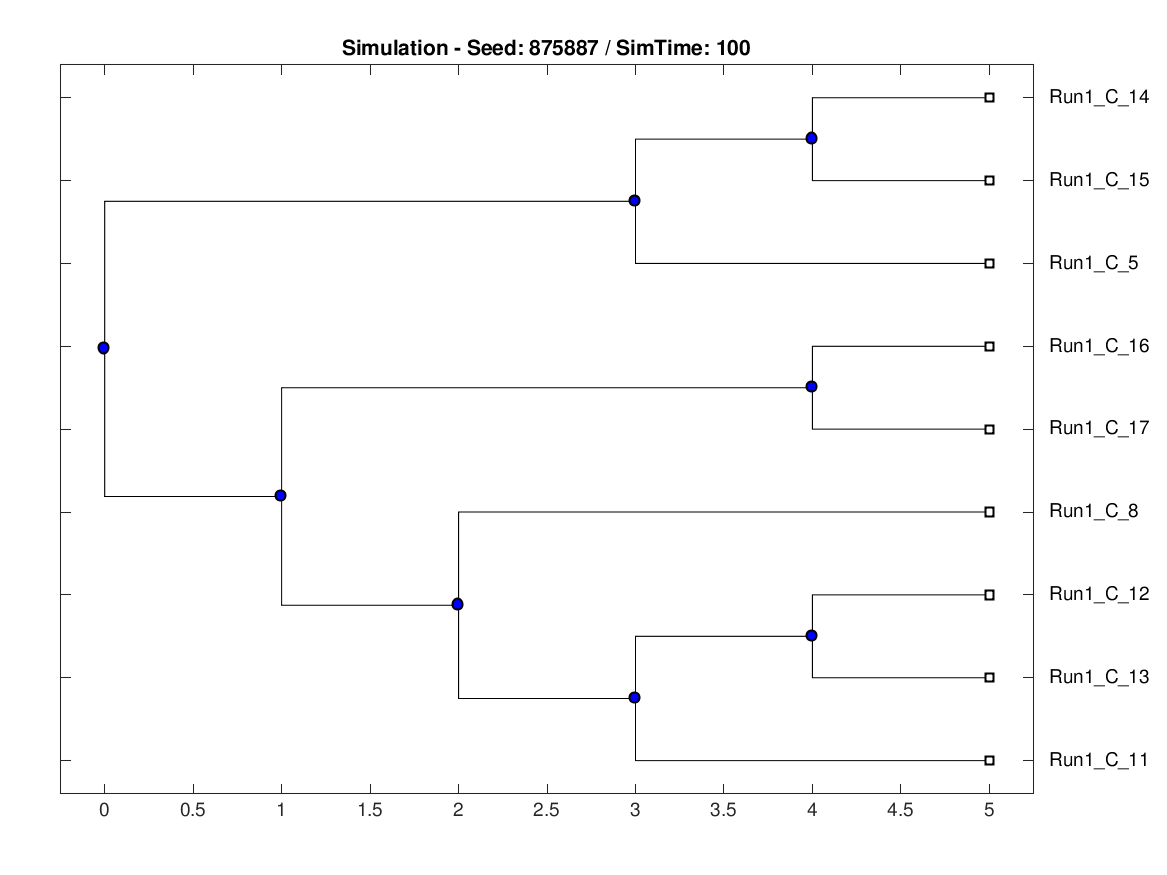 Simulation - Seed: 875887 / SimTime: 100
Run1_C_14
Run1_C_15
Run1_C_5
Run1_C_16
Run1_C_17
Run1_C_8
Run1_C_12
Run1_C_13
Run1_C_11
0 0.5 1 1.5 2 2.5 3 3.5 4 4.5 5